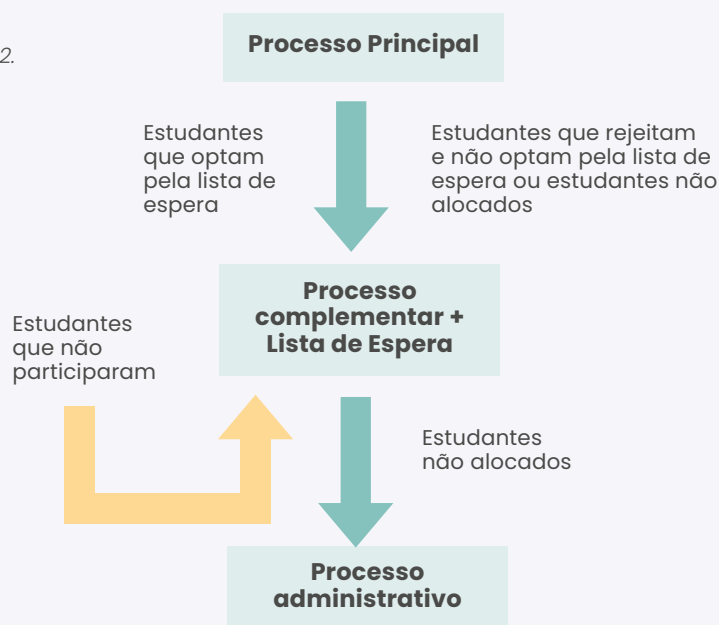 Processo Principal
2.
Estudantes
que optam
pela lista de
espera
Estudantes que rejeitam
e não optam pela lista de
espera ou estudantes não
alocados
Processo
complementar +
Lista de Espera
Estudantes
que não
participaram
Estudantes
não alocados
Processo
administrativo